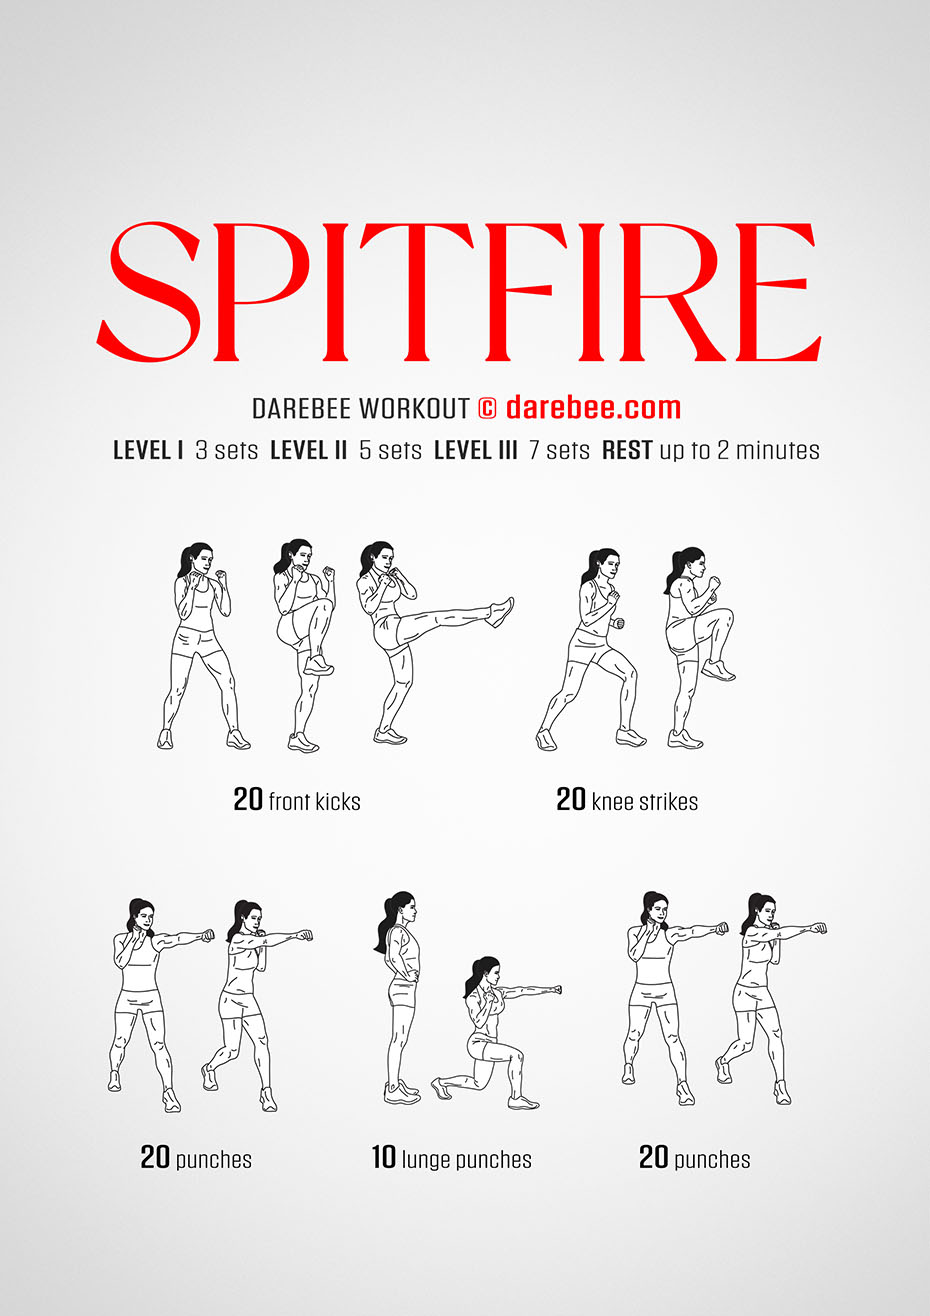 SPITFIRE
DAREBEE WORKOUT © darebee.com
LEVEL I 3 sets LEVEL II 5 sets LEVEL III 7 sets REST up to 2 minutes
20 front kicks
20 knee strikes
20 punches
10 lunge punches
20 punches